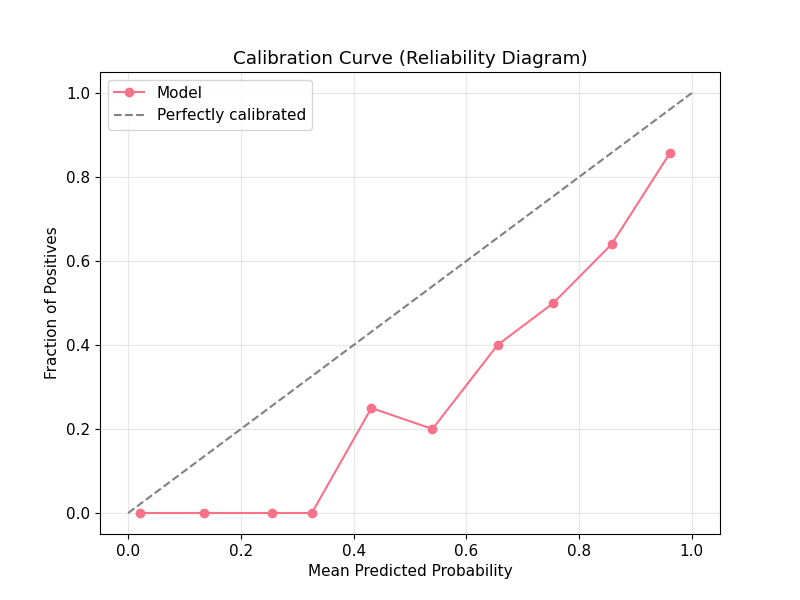 Calibration Curve (Reliability Diagram)
Model
Perfectly calibrated
1.0
0.8
0.6
0.4
0.2
0.0
Fraction of Positives
0.0 0.2 0.4 0.6 0.8 1.0
Mean Predicted Probability